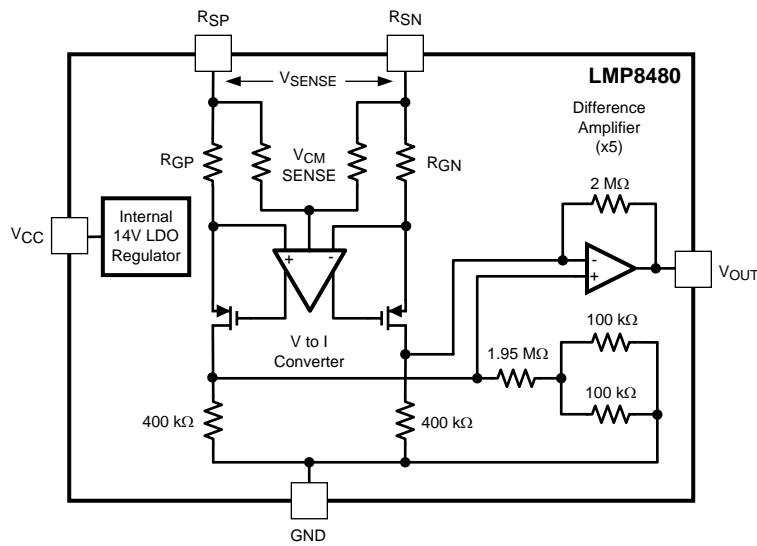 RSP
RSN
VSENSE
LMP8480
Difference
Amplifier
(x5)
RGP
VCM
SENSE
RGN
2 MΩ
VCC
Internal
14V LDO
Regulator
+
-
-
+
VOUT
V to I
Converter
100 kΩ
1.95 MΩ
100 kΩ
400 kΩ
400 kΩ
GND